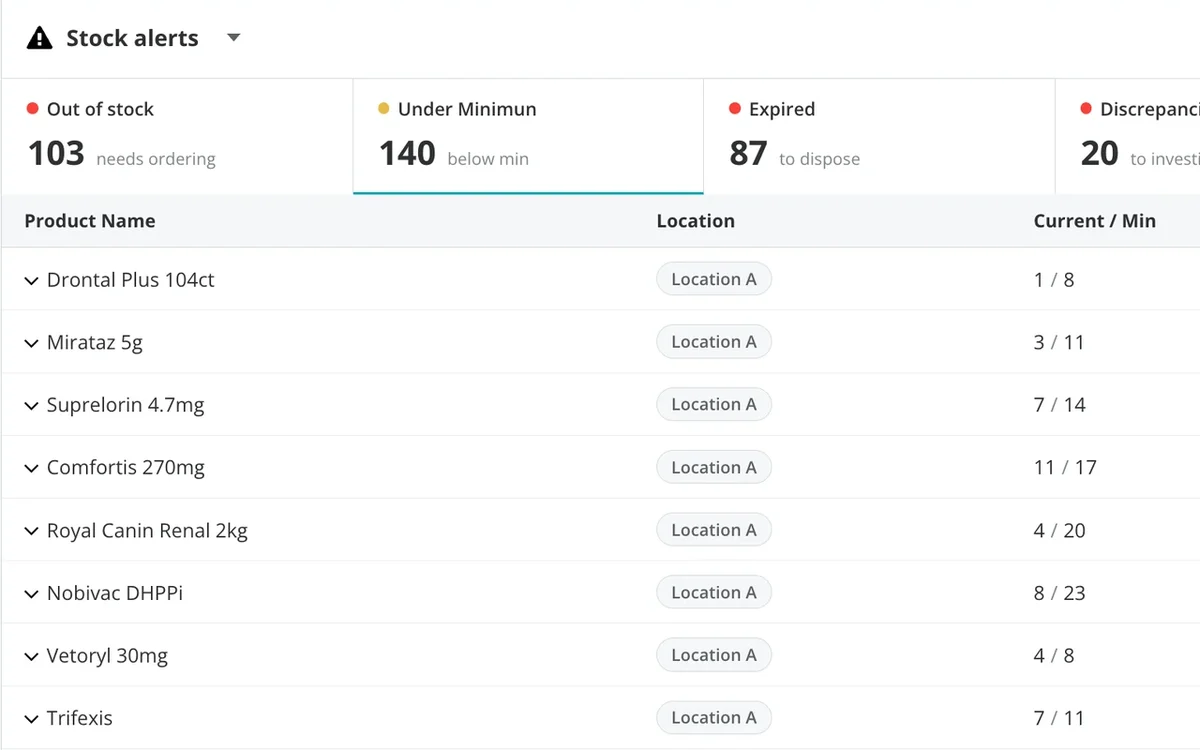 Stock alerts
Out of stock
103 needs ordering
Under Minimun
140 below min
Expired
87 to dispose
20
Product Name Location Current / Min
Drontal Plus 104ct Location A 1 / 8
Mirataz 5g Location A 3 / 11
Suprelorin 4.7mg Location A 7 / 14
Comfortis 270mg Location A 11 / 17
Royal Canin Renal 2kg Location A 4 / 20
Nobivac DHPPi Location A 8 / 23
Vetoryl 30mg Location A 4 / 8
Trifexis Location A 7 / 11